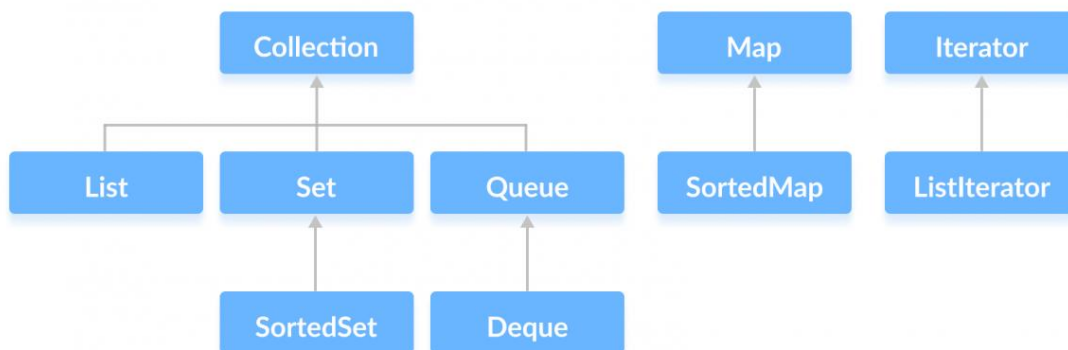 Collection
Map
Iterator
List
Set
Queue
SortedMap
ListIterator
SortedSet
Deque